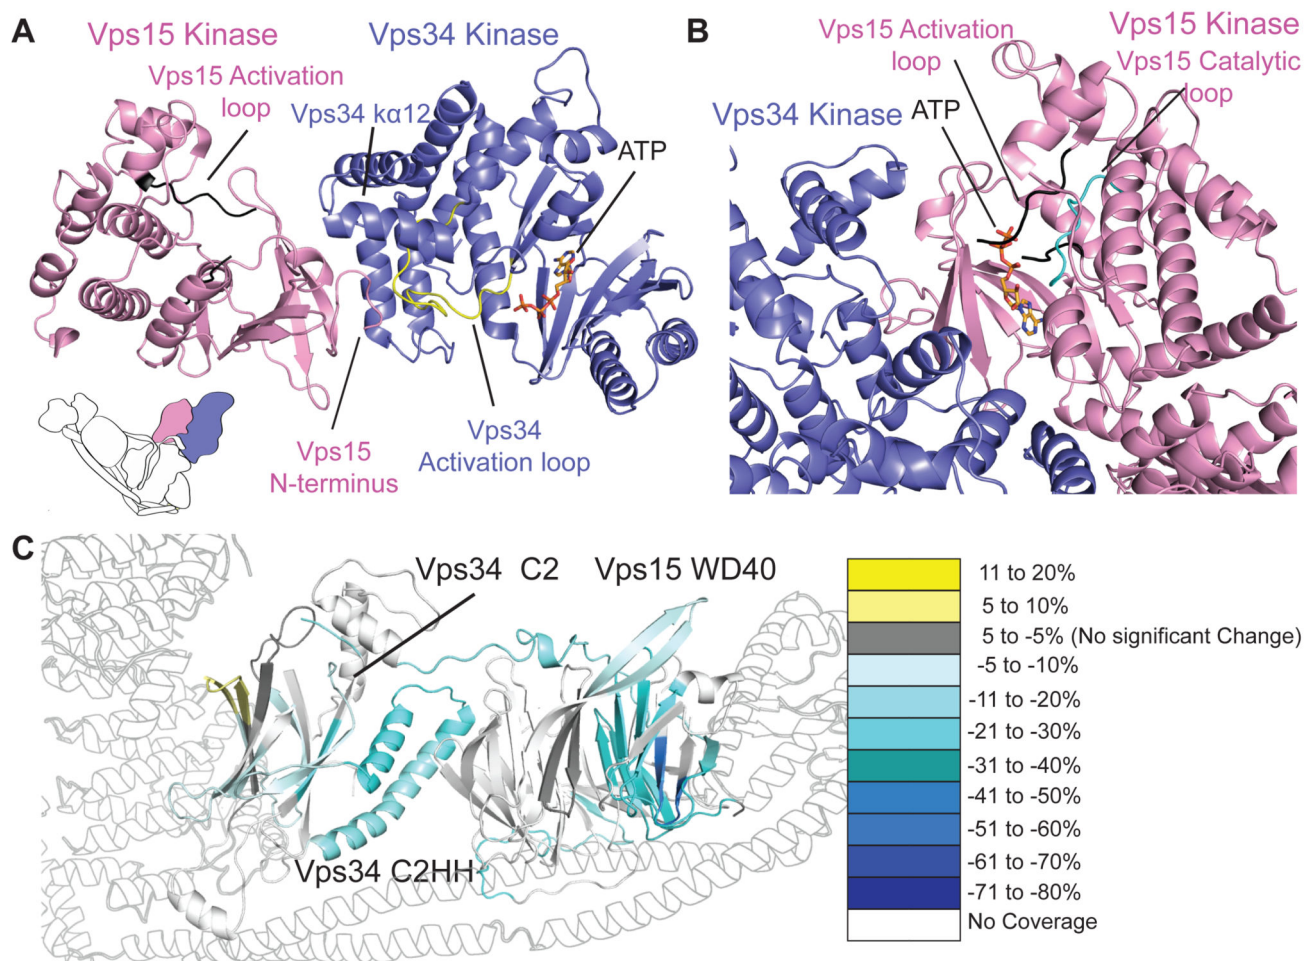 A
Vps15 Kinase
Vps15 Activation
loop
Vps34 Kinase
Vps34 kα12
ATP
Vps15
N-terminus
Vps34
Activation loop
B
Vps15 Activation
loop
Vps15 Kinase
Vps15 Catalytic
loop
Vps34 Kinase
ATP
C
Vps34 C2
Vps15 WD40
Vps34 C2HH
11 to 20%
5 to 10%
5 to -5% (No significant Change)
-5 to -10%
-11 to -20%
-21 to -30%
-31 to -40%
-41 to -50%
-51 to -60%
-61 to -70%
-71 to -80%
No Coverage